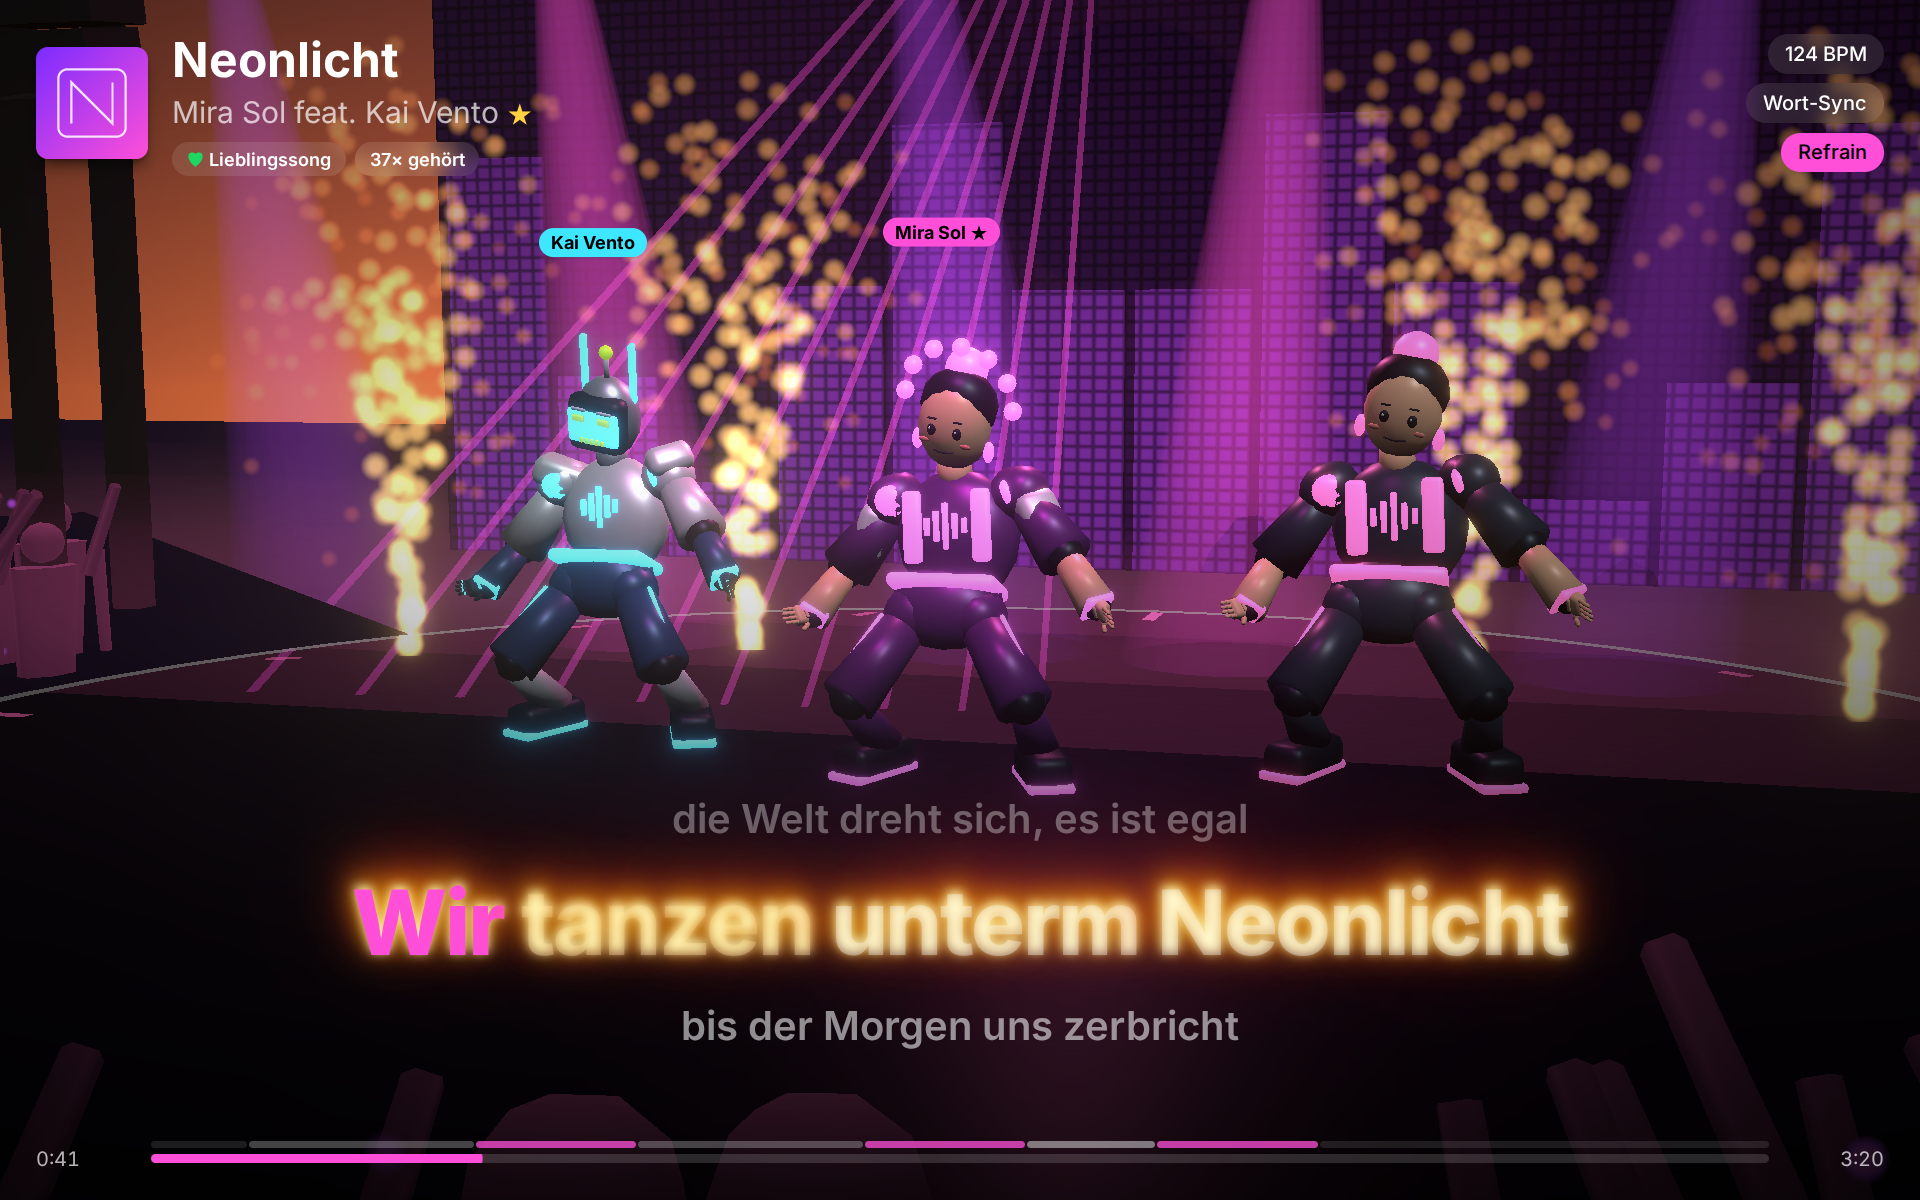 N
Neonlicht
Mira Sol feat. Kai Vento ★
Lieblingssong
37× gehört
124 BPM
Wort-Sync
Refrain
Kai Vento
Mira Sol ★
die Welt dreht sich, es ist egal
Wir tanzen unterm Neonlicht
bis der Morgen uns zerbricht
0:41
3:20